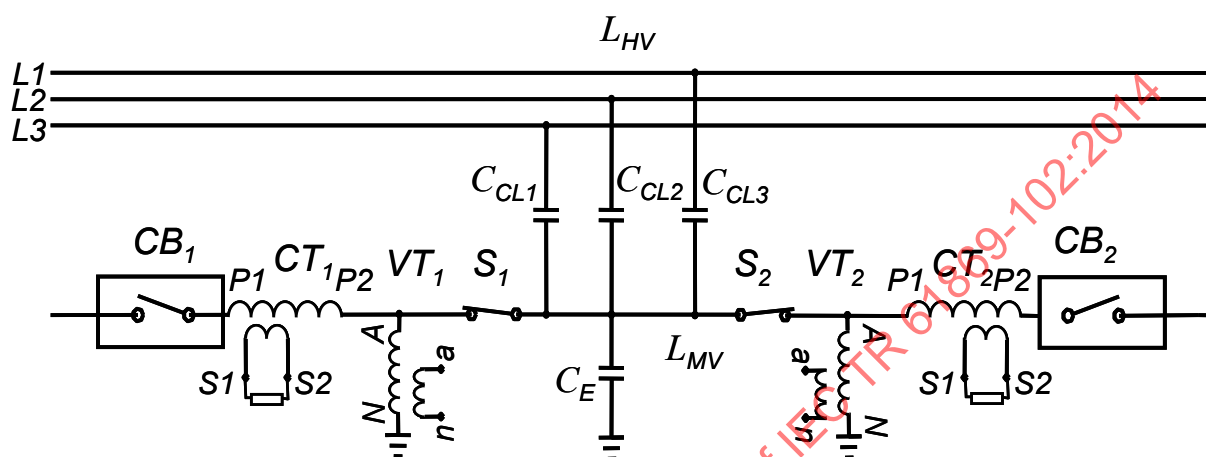 L_HV
L1
L2
L3
C_CL1 C_CL2 C_CL3
CB_1 CT_1 VT_1 S_1 S_2 VT_2 CT_2 CB_2
P1 P2 P1 P2
L_MV
A a a A
S1 S2 C_E S1 S2
N n n N
f IEC TR 61869-102:2014